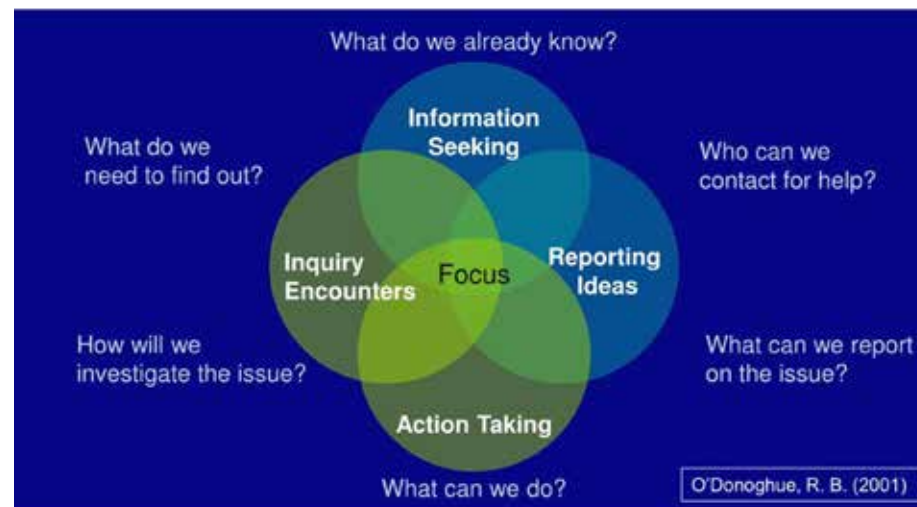 What do we already know?
Information
Seeking
What do we
need to find out?
Who can we
contact for help?
Inquiry
Encounters
Focus
Reporting
Ideas
How will we
investigate the issue?
What can we report
on the issue?
Action Taking
What can we do?
O'Donoghue, R. B. (2001)